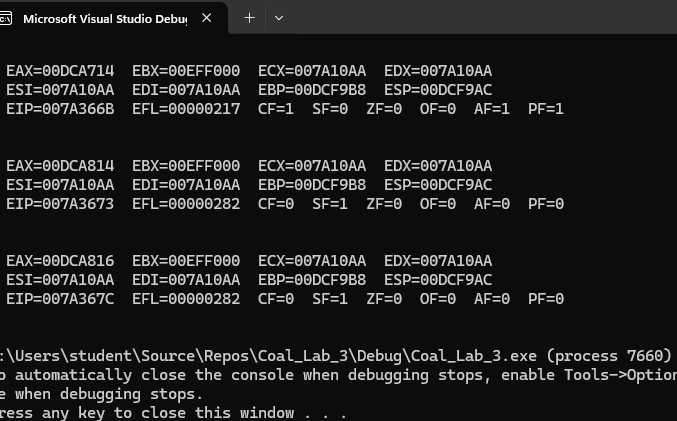 Microsoft Visual Studio Debu
EAX=00DCA714 EBX=00EFF000 ECX=007A10AA EDX=007A10AA
ESI=007A10AA EDI=007A10AA EBP=00DCF9B8 ESP=00DCF9AC
EIP=007A366B EFL=00000217 CF=1 SF=0 ZF=0 OF=0 AF=1 PF=1
EAX=00DCA814 EBX=00EFF000 ECX=007A10AA EDX=007A10AA
ESI=007A10AA EDI=007A10AA EBP=00DCF9B8 ESP=00DCF9AC
EIP=007A3673 EFL=00000282 CF=0 SF=1 ZF=0 OF=0 AF=0 PF=0
EAX=00DCA816 EBX=00EFF000 ECX=007A10AA EDX=007A10AA
ESI=007A10AA EDI=007A10AA EBP=00DCF9B8 ESP=00DCF9AC
EIP=007A367C EFL=00000282 CF=0 SF=1 ZF=0 OF=0 AF=0 PF=0
:\Users\student\Source\Repos\Coal_Lab_3\Debug\Coal_Lab_3.exe (process 7660)
o automatically close the console when debugging stops, enable Tools->Option
e when debugging stops.
ress any key to close this window . . .